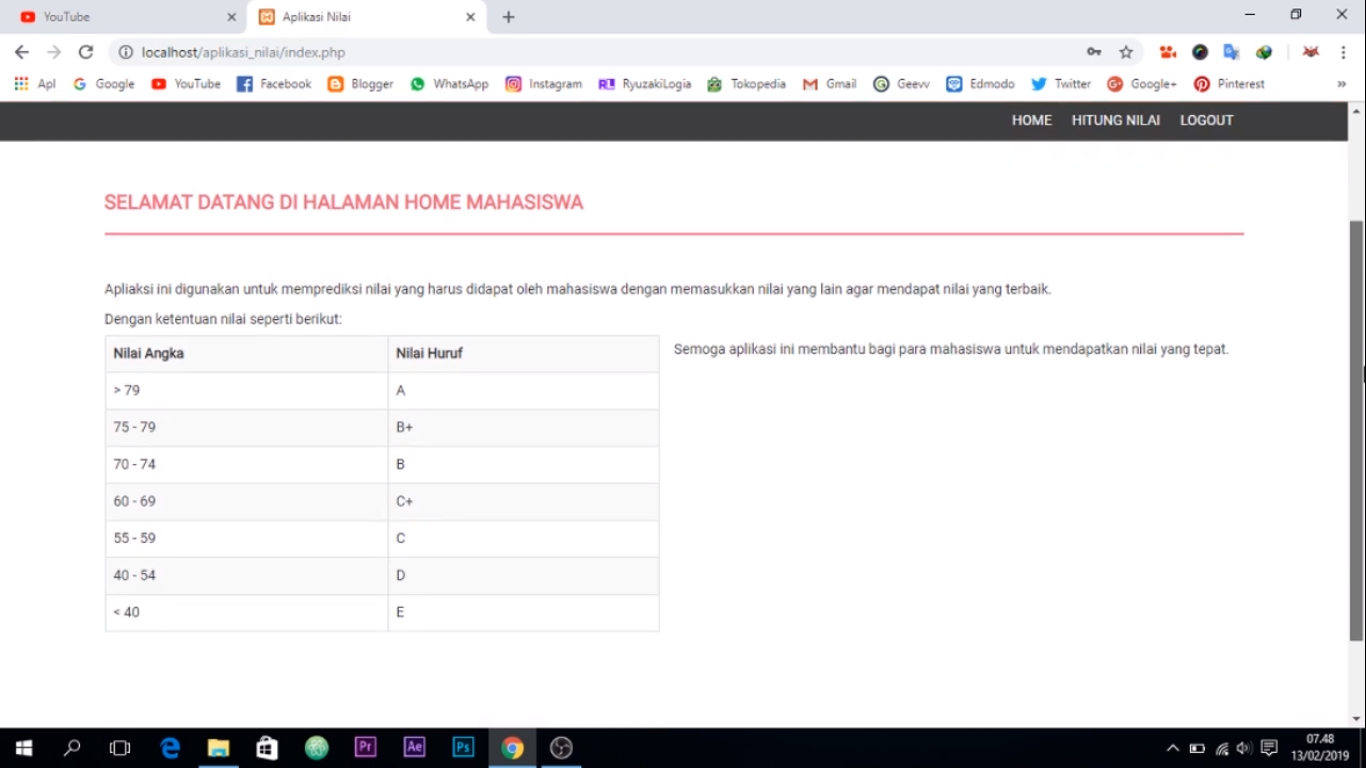 YouTube
Aplikasi Nilai
localhost/aplikasi_nilai/index.php
Apl Google YouTube Facebook Blogger WhatsApp Instagram RyuzakiLogia Tokopedia Gmail Geevv Edmodo Twitter Google+ Pinterest
HOME HITUNG NILAI LOGOUT
SELAMAT DATANG DI HALAMAN HOME MAHASISWA
Apliaksi ini digunakan untuk memprediksi nilai yang harus didapat oleh mahasiswa dengan memasukkan nilai yang lain agar mendapat nilai yang terbaik.
Dengan ketentuan nilai seperti berikut:
Nilai Angka Nilai Huruf
> 79 A
75 - 79 B+
70 - 74 B
60 - 69 C+
55 - 59 C
40 - 54 D
< 40 E
Semoga aplikasi ini membantu bagi para mahasiswa untuk mendapatkan nilai yang tepat.
Pr Ae Ps
07.48
13/02/2019